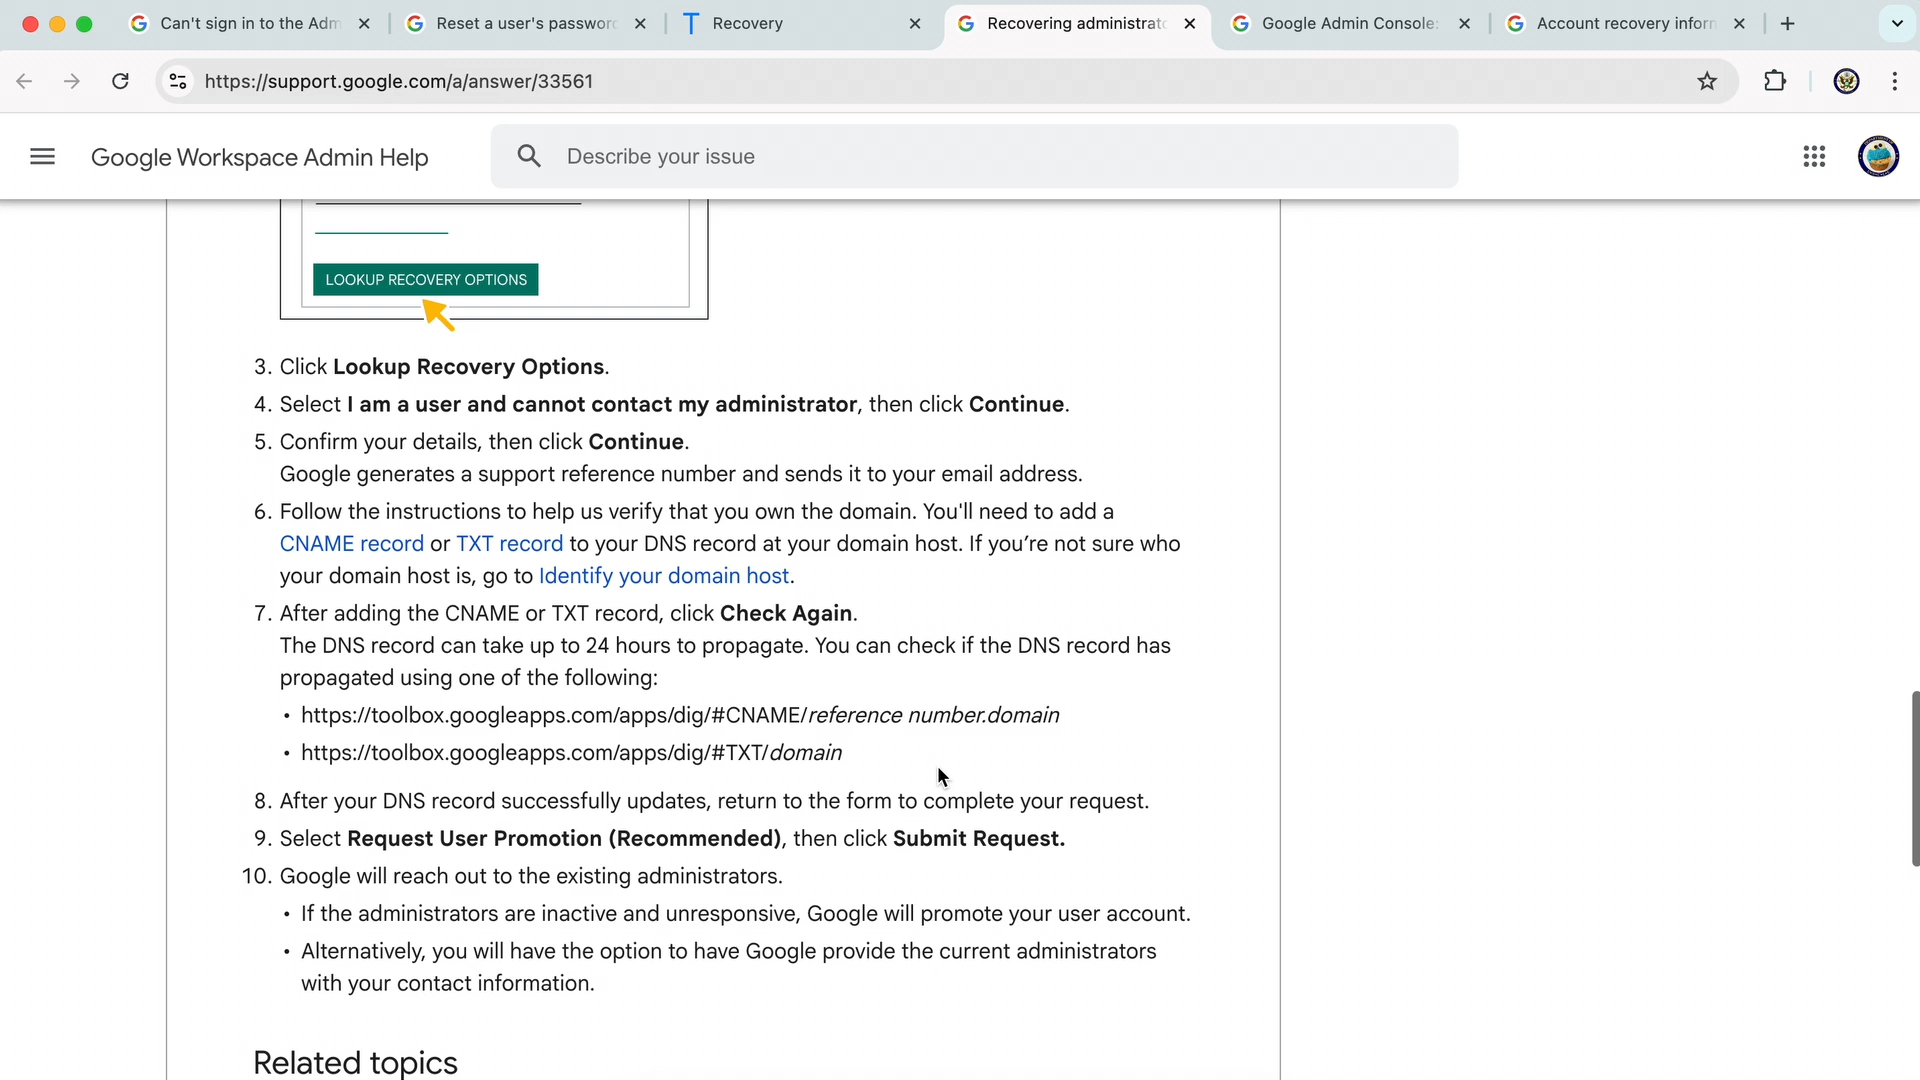 Can't sign in to the Adm
Reset a user's password
Recovery
Recovering administrato
Google Admin Console:
Account recovery inform
https://support.google.com/a/answer/33561
Google Workspace Admin Help
Describe your issue
LOOKUP RECOVERY OPTIONS
3. Click Lookup Recovery Options.
4. Select I am a user and cannot contact my administrator, then click Continue.
5. Confirm your details, then click Continue.
Google generates a support reference number and sends it to your email address.
6. Follow the instructions to help us verify that you own the domain. You'll need to add a
CNAME record or TXT record to your DNS record at your domain host. If you’re not sure who
your domain host is, go to Identify your domain host.
7. After adding the CNAME or TXT record, click Check Again.
The DNS record can take up to 24 hours to propagate. You can check if the DNS record has
propagated using one of the following:
• https://toolbox.googleapps.com/apps/dig/#CNAME/reference number.domain
• https://toolbox.googleapps.com/apps/dig/#TXT/domain
8. After your DNS record successfully updates, return to the form to complete your request.
9. Select Request User Promotion (Recommended), then click Submit Request.
10. Google will reach out to the existing administrators.
• If the administrators are inactive and unresponsive, Google will promote your user account.
• Alternatively, you will have the option to have Google provide the current administrators
with your contact information.
Related topics